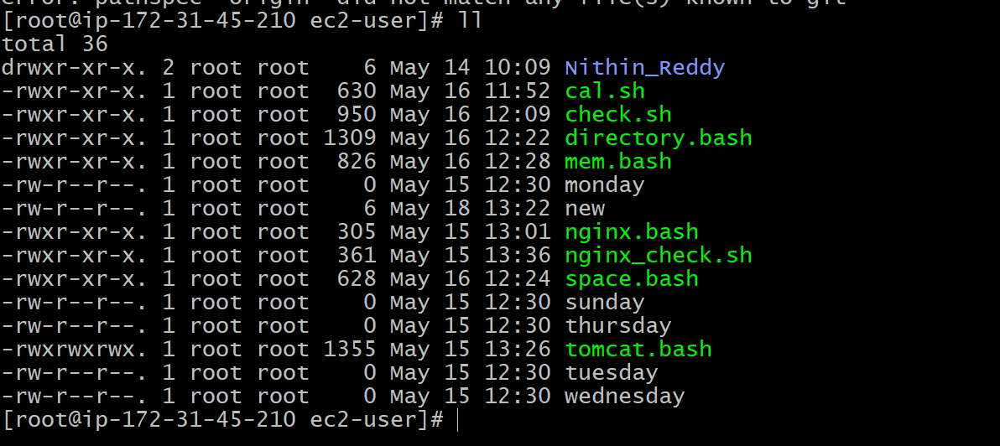 error: pathspec 'origin' did not match any file(s) known to git
[root@ip-172-31-45-210 ec2-user]# ll
total 36
drwxr-xr-x. 2 root root    6 May 14 10:09 Nithin_Reddy
-rwxr-xr-x. 1 root root  630 May 16 11:52 cal.sh
-rwxr-xr-x. 1 root root  950 May 16 12:09 check.sh
-rwxr-xr-x. 1 root root 1309 May 16 12:22 directory.bash
-rwxr-xr-x. 1 root root  826 May 16 12:28 mem.bash
-rw-r--r--. 1 root root    0 May 15 12:30 monday
-rw-r--r--. 1 root root    6 May 18 13:22 new
-rwxr-xr-x. 1 root root  305 May 15 13:01 nginx.bash
-rwxr-xr-x. 1 root root  361 May 15 13:36 nginx_check.sh
-rwxr-xr-x. 1 root root  628 May 16 12:24 space.bash
-rw-r--r--. 1 root root    0 May 15 12:30 sunday
-rw-r--r--. 1 root root    0 May 15 12:30 thursday
-rwxrwxrwx. 1 root root 1355 May 15 13:26 tomcat.bash
-rw-r--r--. 1 root root    0 May 15 12:30 tuesday
-rw-r--r--. 1 root root    0 May 15 12:30 wednesday
[root@ip-172-31-45-210 ec2-user]#